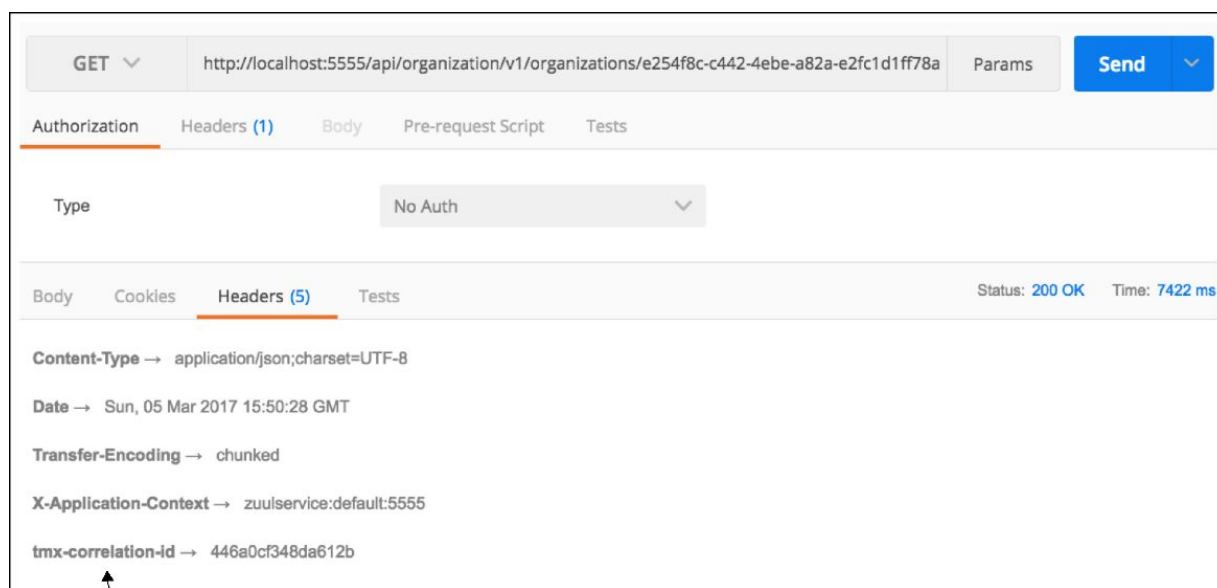 GET http://localhost:5555/api/organization/v1/organizations/e254f8c-c442-4ebe-a82a-e2fc1d1ff78a Params Send
Authorization Headers (1) Body Pre-request Script Tests
Type No Auth
Body Cookies Headers (5) Tests Status: 200 OK Time: 7422 ms
Content-Type → application/json;charset=UTF-8
Date → Sun, 05 Mar 2017 15:50:28 GMT
Transfer-Encoding → chunked
X-Application-Context → zuulservice:default:5555
tmx-correlation-id → 446a0cf348da612b